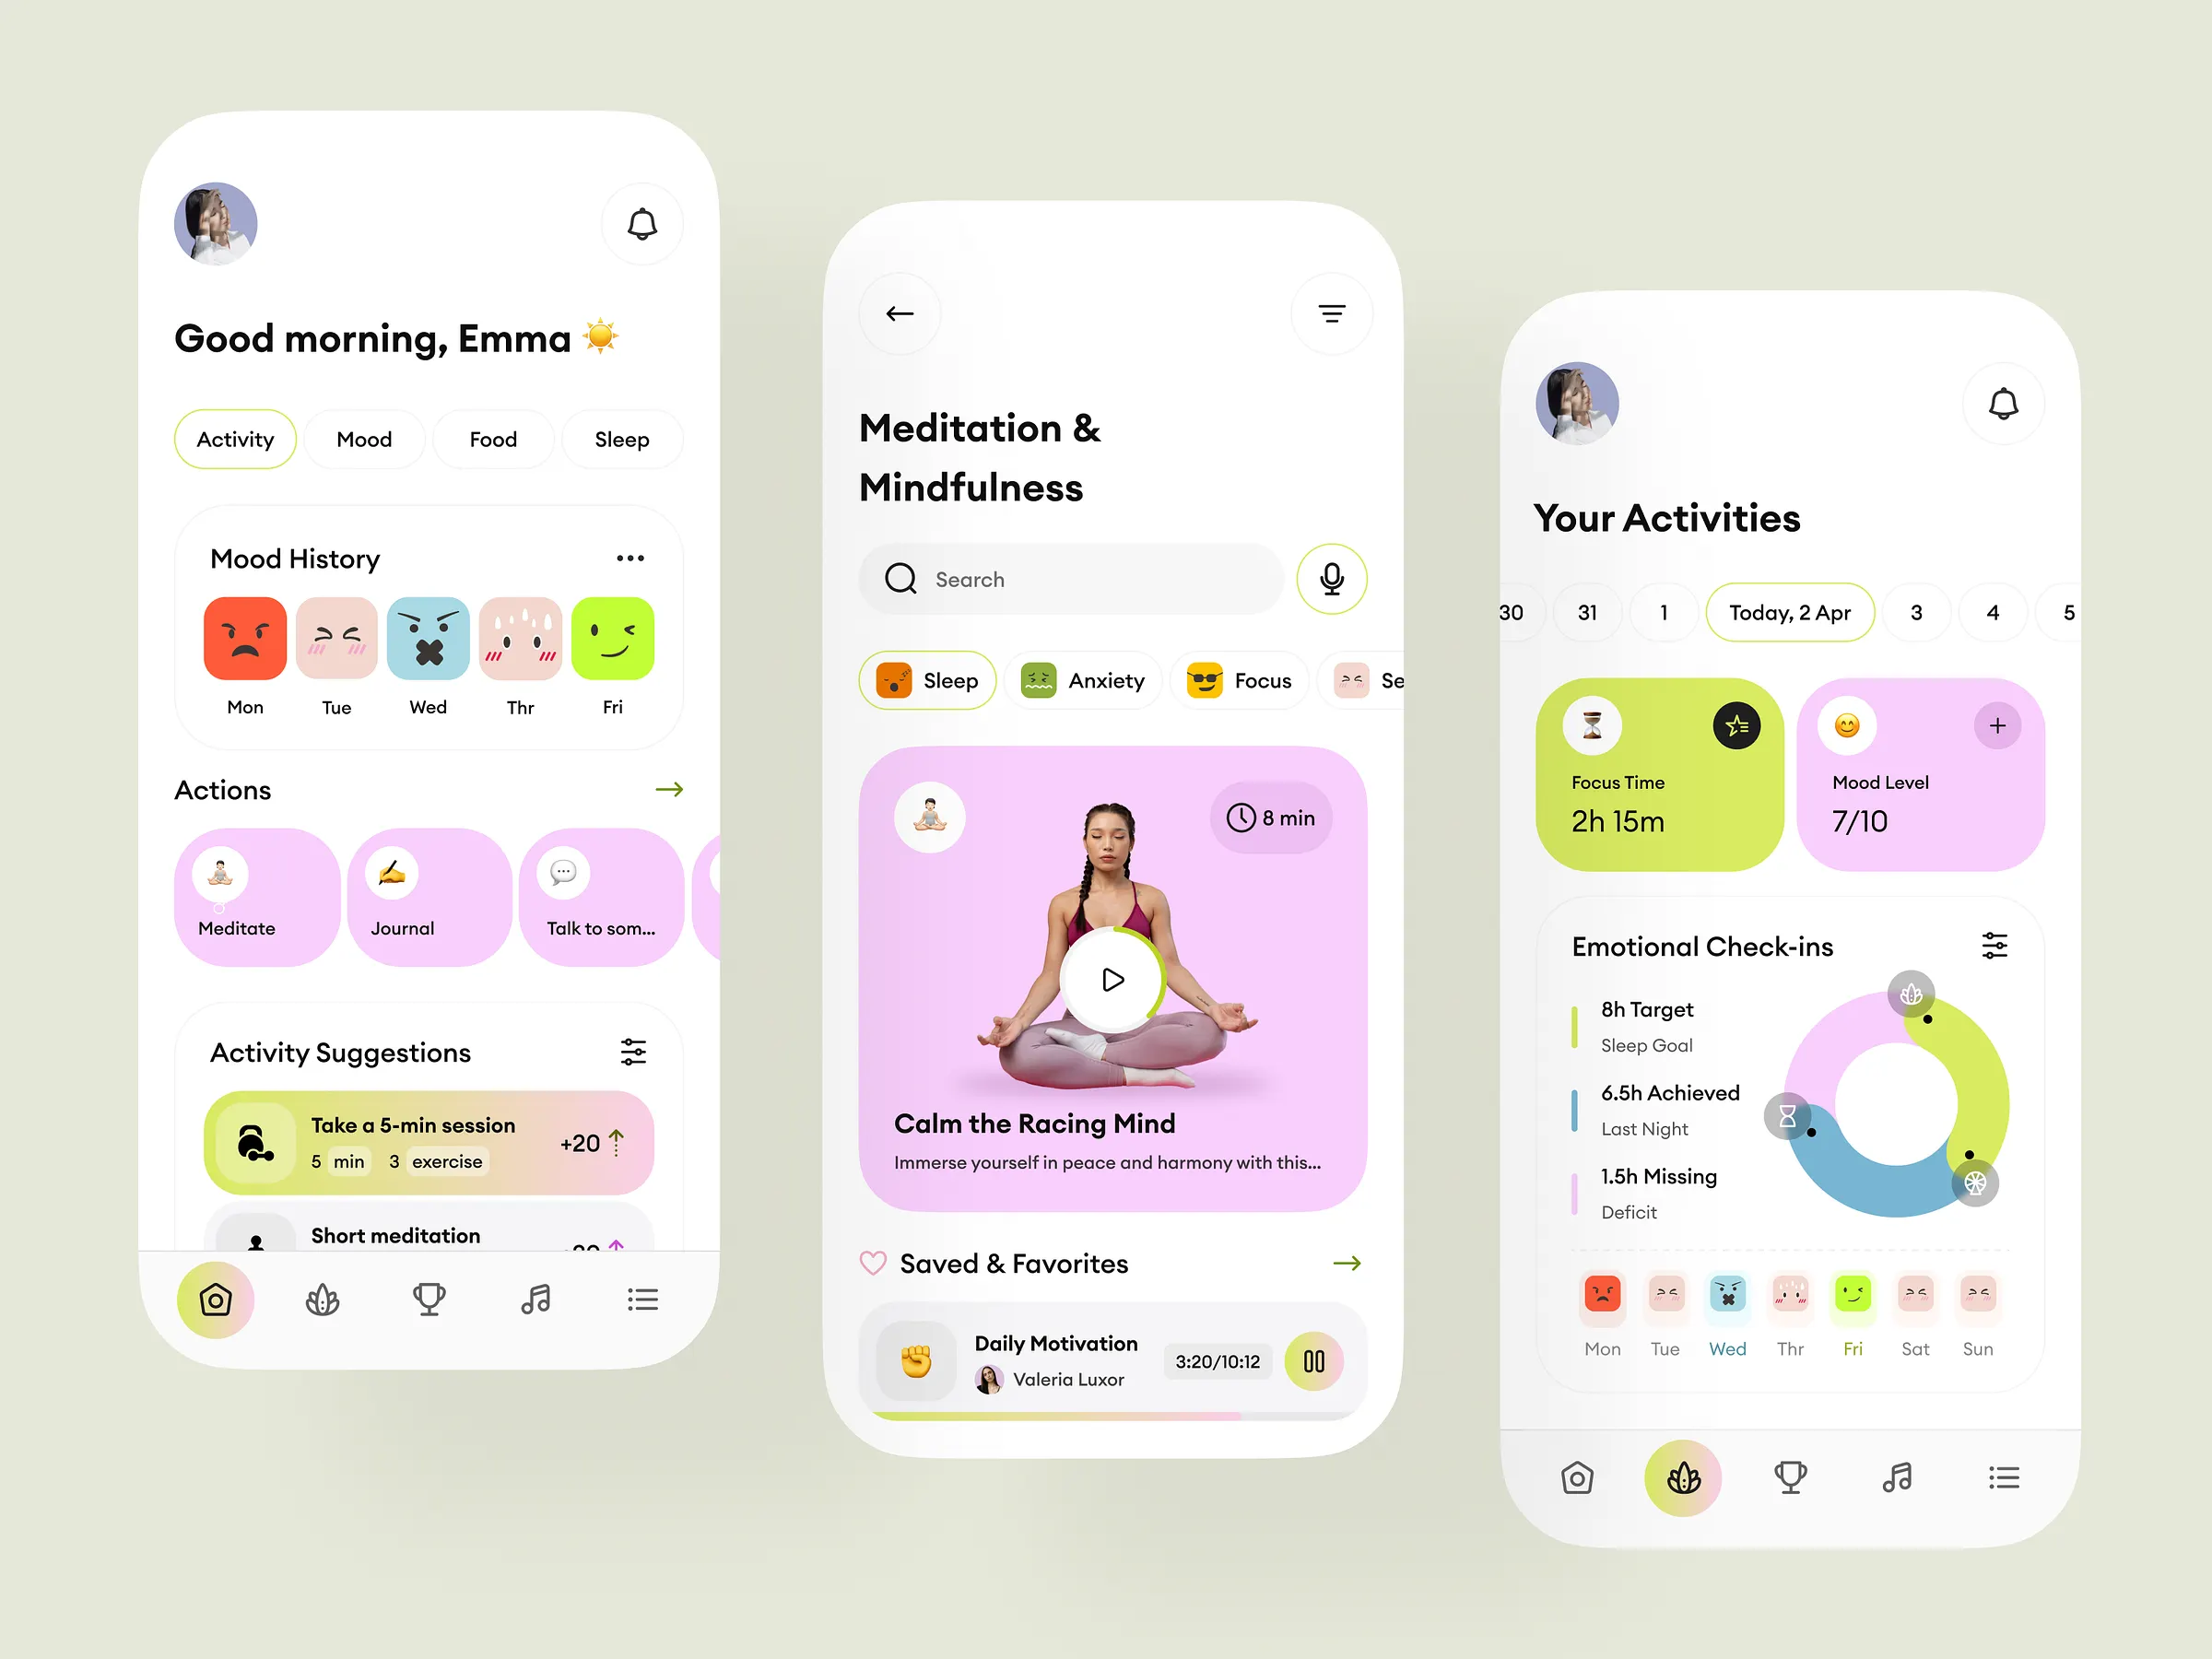 Good morning, Emma
Activity
Mood
Food
Sleep
Mood History
Mon
Tue
Wed
Thr
Fri
Actions
Meditate
Journal
Talk to som...
Activity Suggestions
Take a 5-min session
5 min 3 exercise
+20
Short meditation
Meditation &
Mindfulness
Search
Sleep
Anxiety
Focus
Se
8 min
Calm the Racing Mind
Immerse yourself in peace and harmony with this...
Saved & Favorites
Daily Motivation
Valeria Luxor
3:20/10:12
Your Activities
30
31
1
Today, 2 Apr
3
4
5
Focus Time
2h 15m
Mood Level
7/10
Emotional Check-ins
8h Target
Sleep Goal
6.5h Achieved
Last Night
1.5h Missing
Deficit
Mon
Tue
Wed
Thr
Fri
Sat
Sun